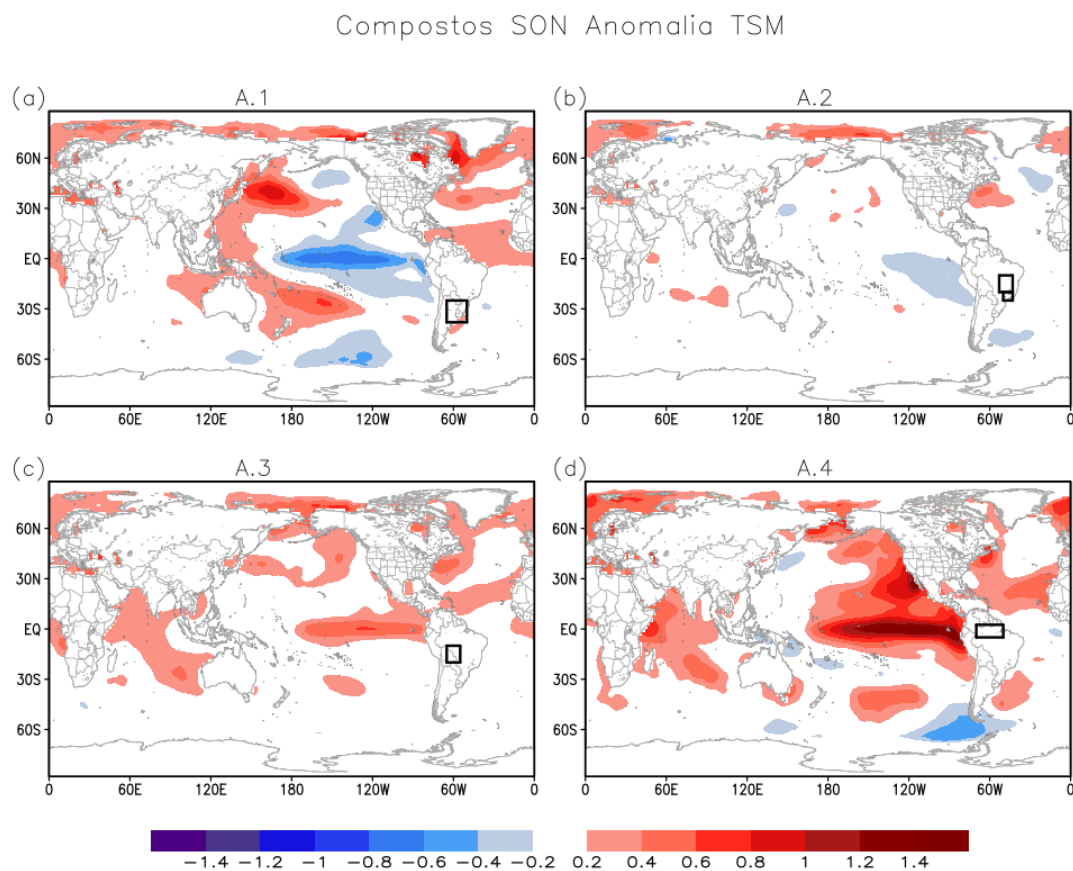 Compostos SON Anomalia TSM
(a) A.1 (b) A.2
60N
30N
EQ
30S
60S
0 60E 120E 180 120W 60W 0
60N
30N
EQ
30S
60S
0 60E 120E 180 120W 60W 0
(c) A.3 (d) A.4
60N
30N
EQ
30S
60S
0 60E 120E 180 120W 60W 0
60N
30N
EQ
30S
60S
0 60E 120E 180 120W 60W 0
-1.4 -1.2 -1 -0.8 -0.6 -0.4 -0.2 0.2 0.4 0.6 0.8 1 1.2 1.4